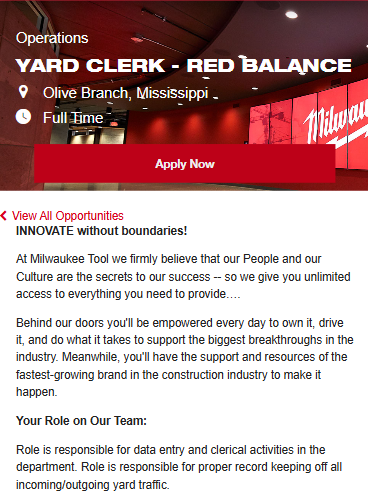 Operations
YARD CLERK - RED BALANCE
Olive Branch, Mississippi
Full Time
Milwau
Apply Now
View All Opportunities
INNOVATE without boundaries!
At Milwaukee Tool we firmly believe that our People and our
Culture are the secrets to our success -- so we give you unlimited
access to everything you need to provide….
Behind our doors you'll be empowered every day to own it, drive
it, and do what it takes to support the biggest breakthroughs in the
industry. Meanwhile, you'll have the support and resources of the
fastest-growing brand in the construction industry to make it
happen.
Your Role on Our Team:
Role is responsible for data entry and clerical activities in the
department. Role is responsible for proper record keeping off all
incoming/outgoing yard traffic.